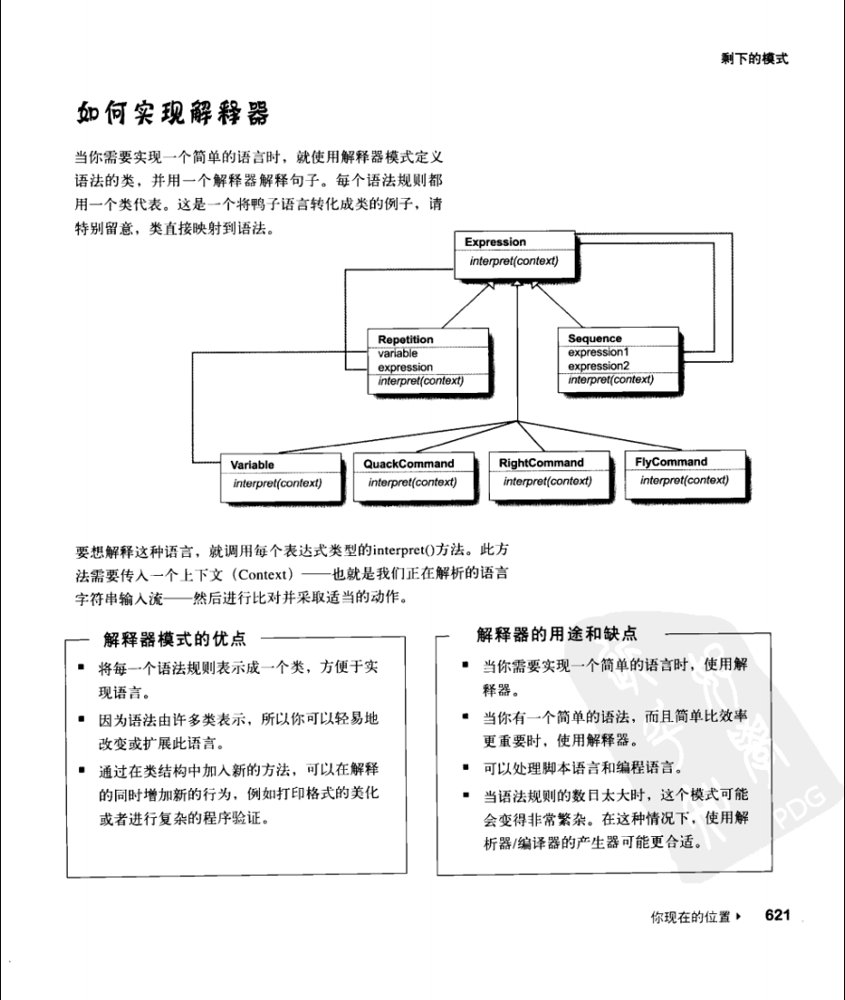 剩下的模式
如何实现解释器
当你需要实现一个简单的语言时，就使用解释器模式定义
语法的类，并用一个解释器解释句子。每个语法规则都
用一个类代表。这是一个将鸭子语言转化成类的例子，请
特别留意，类直接映射到语法。
Expression
interpret(context)
Repetition
variable
expression
interpret(context)
Sequence
expression1
expression2
interpret(context)
Variable
interpret(context)
QuackCommand
interpret(context)
RightCommand
interpret(context)
FlyCommand
interpret(context)
要想解释这种语言，就调用每个表达式类型的interpret()方法。此方
法需要传入一个上下文（Context）——也就是我们正在解析的语言
字符串输入流——然后进行比对并采取适当的动作。
解释器模式的优点
■ 将每一个语法规则表示成一个类，方便于实
现语言。
■ 因为语法由许多类表示，所以你可以轻易地
改变或扩展此语言。
■ 通过在类结构中加入新的方法，可以在解释
的同时增加新的行为，例如打印格式的美化
或者进行复杂的程序验证。
解释器的用途和缺点
■ 当你需要实现一个简单的语言时，使用解
释器。
■ 当你有一个简单的语法，而且简单比效率
更重要时，使用解释器。
■ 可以处理脚本语言和编程语言。
■ 当语法规则的数目太大时，这个模式可能
会变得非常繁杂。在这种情况下，使用解
析器/编译器的产生器可能更合适。
PDG
你现在的位置 ▸ 621